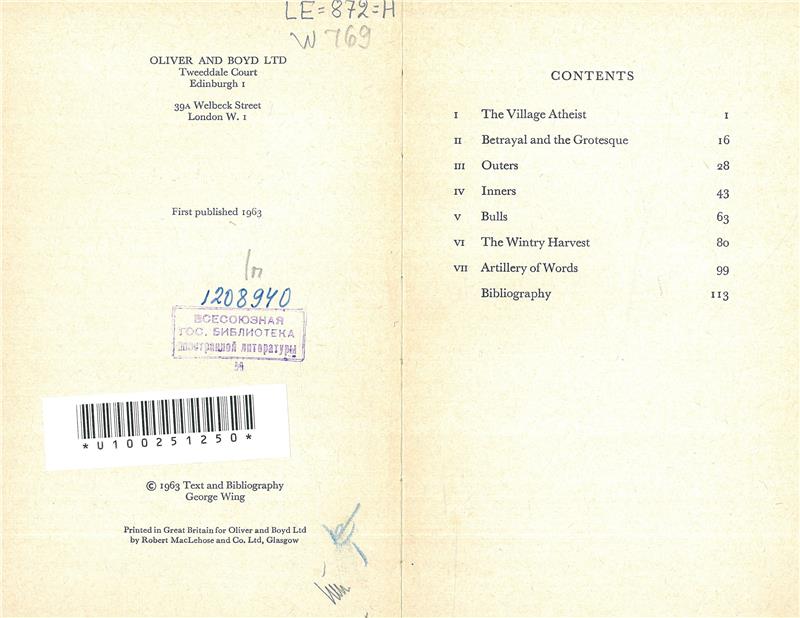 LE=872=H
W 769
OLIVER AND BOYD LTD
Tweeddale Court
Edinburgh 1
39A Welbeck Street
London W. 1
First published 1963
1208940
ВСЕСОЮЗНАЯ
ГОС. БИБЛИОТЕКА
иностранной литературы
*U100251250*
© 1963 Text and Bibliography
George Wing
Printed in Great Britain for Oliver and Boyd Ltd
by Robert MacLehose and Co. Ltd, Glasgow
CONTENTS
I The Village Atheist 1
II Betrayal and the Grotesque 16
III Outers 28
IV Inners 43
V Bulls 63
VI The Wintry Harvest 80
VII Artillery of Words 99
Bibliography 113